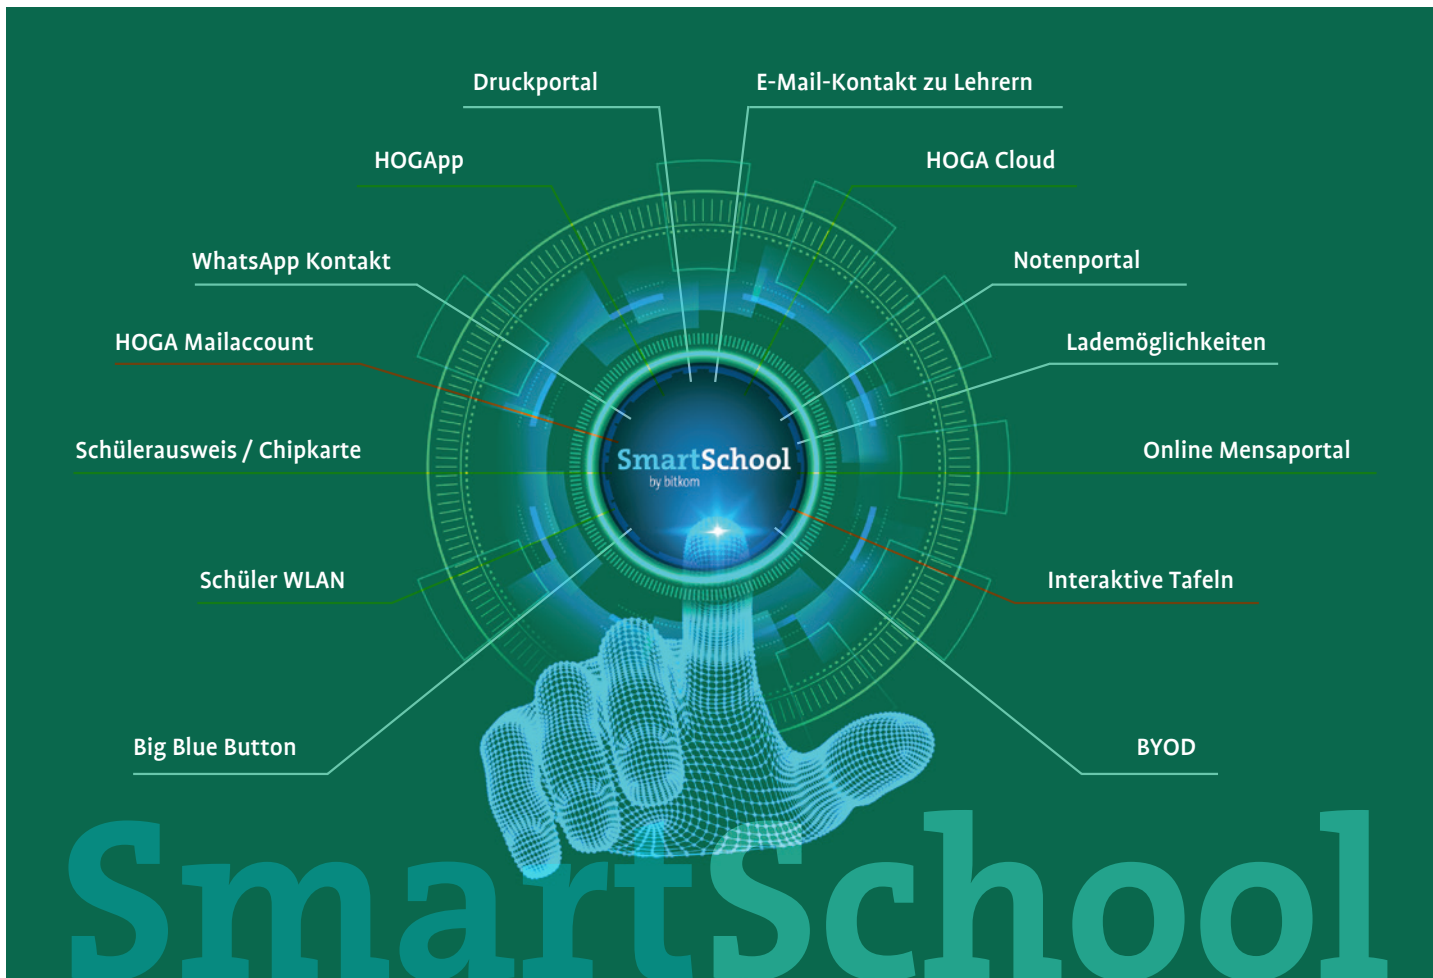 Druckportal
E-Mail-Kontakt zu Lehrern
HOGApp
HOGA Cloud
WhatsApp Kontakt
Notenportal
HOGA Mailaccount
Lademöglichkeiten
Schülerausweis / Chipkarte
SmartSchool
by bitkom
Online Mensaportal
Schüler WLAN
Interaktive Tafeln
Big Blue Button
BYOD
SmartSchool